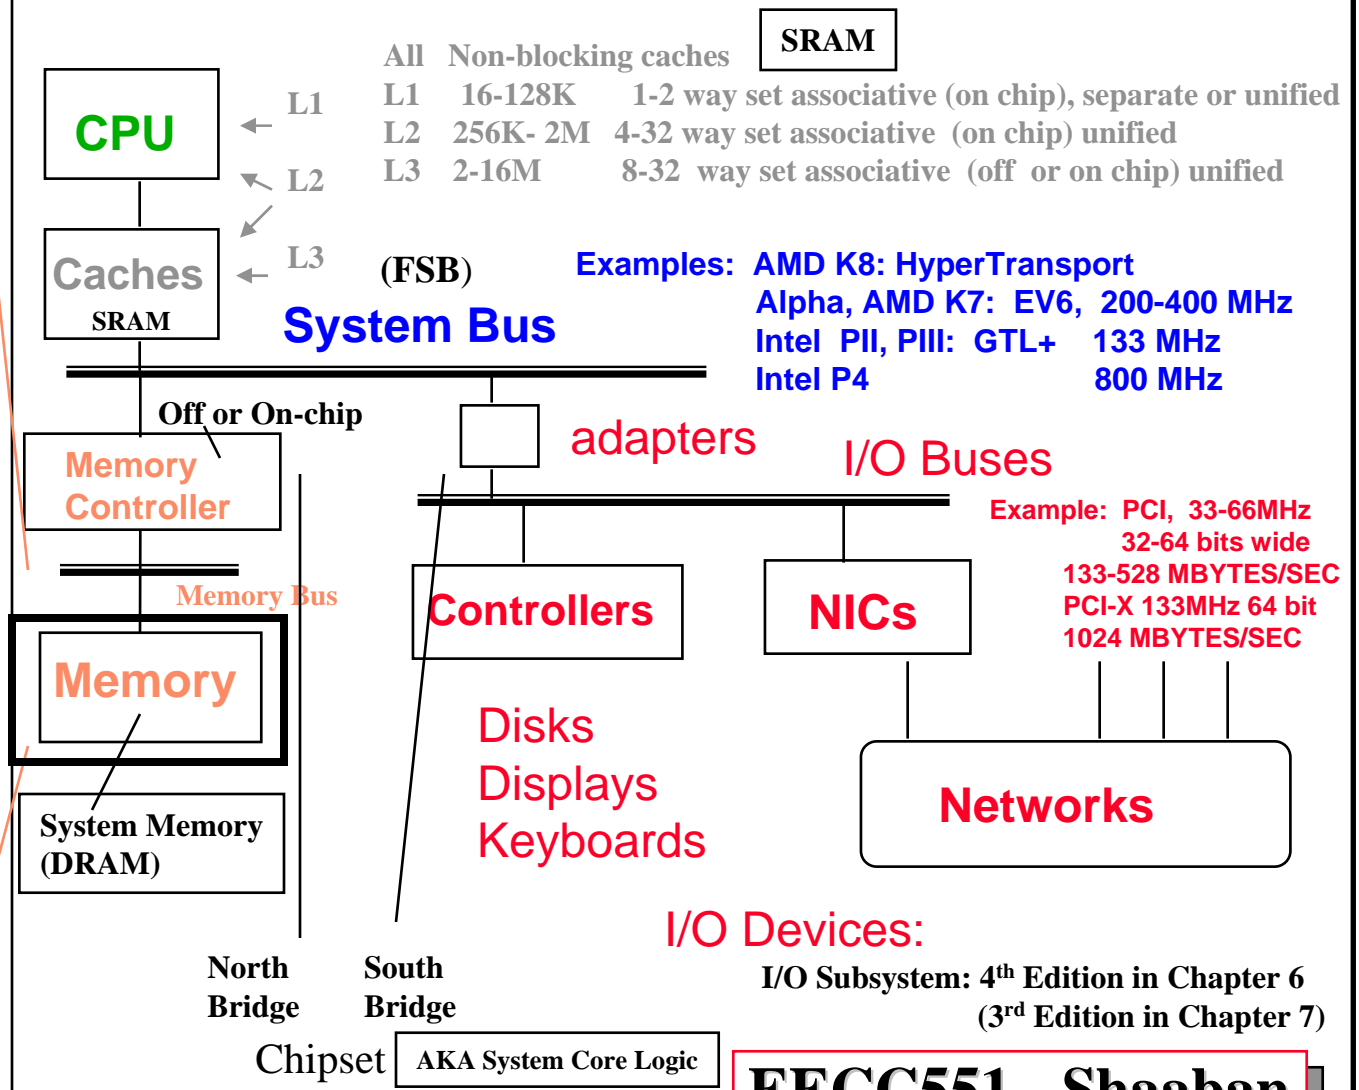 SRAM
All Non-blocking caches
L1 16-128K 1-2 way set associative (on chip), separate or unified
L2 256K- 2M 4-32 way set associative (on chip) unified
L3 2-16M 8-32 way set associative (off or on chip) unified
CPU
L1
L2
L3
Caches
SRAM
(FSB)
System Bus
Examples: AMD K8: HyperTransport
Alpha, AMD K7: EV6, 200-400 MHz
Intel PII, PIII: GTL+ 133 MHz
Intel P4 800 MHz
Off or On-chip
adapters
I/O Buses
Memory
Controller
Example: PCI, 33-66MHz
32-64 bits wide
133-528 MBYTES/SEC
PCI-X 133MHz 64 bit
1024 MBYTES/SEC
Memory Bus
Controllers
NICs
Memory
Disks
Displays
Keyboards
Networks
System Memory
(DRAM)
I/O Devices:
North
Bridge
South
Bridge
I/O Subsystem: 4th Edition in Chapter 6
(3rd Edition in Chapter 7)
Chipset
AKA System Core Logic
EECC551 Shaaban